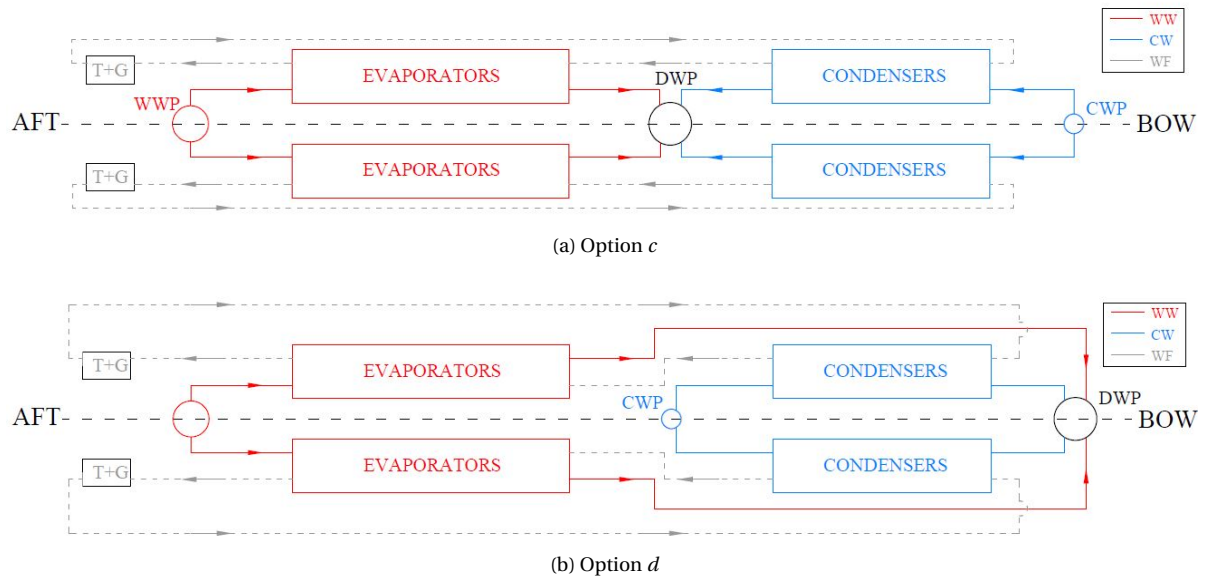 WW
CW
WF
T+G
EVAPORATORS
DWP
CONDENSERS
WWP
CWP
AFT
BOW
T+G
EVAPORATORS
CONDENSERS
(a) Option c
WW
CW
WF
T+G
EVAPORATORS
CONDENSERS
CWP
DWP
AFT
BOW
T+G
EVAPORATORS
CONDENSERS
(b) Option d